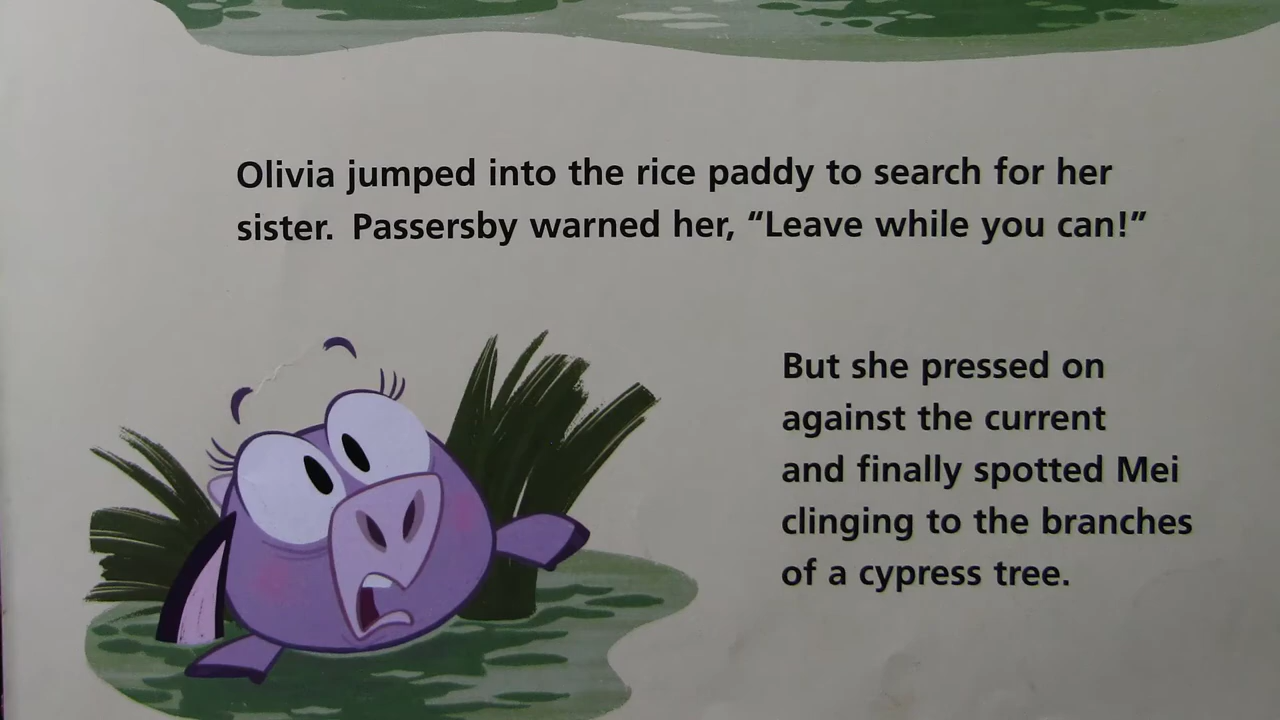 Olivia jumped into the rice paddy to search for her
sister. Passersby warned her, “Leave while you can!”
But she pressed on
against the current
and finally spotted Mei
clinging to the branches
of a cypress tree.